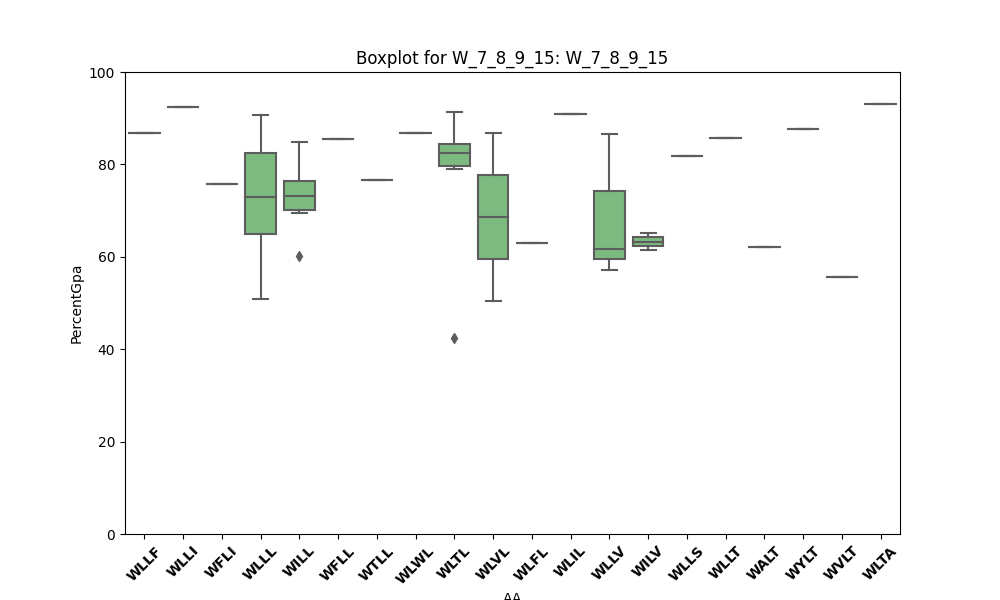 Boxplot for W_7_8_9_15: W_7_8_9_15
100
80
60
40
20
0
PercentGpa
WLLF WLLI WFLI WLLL WILL WFLL WTLL WLWL WLTL WLVL WLFL WLIL WLLV WILV WLLS WLLT WALT WYLT WVLT WLTA
AA